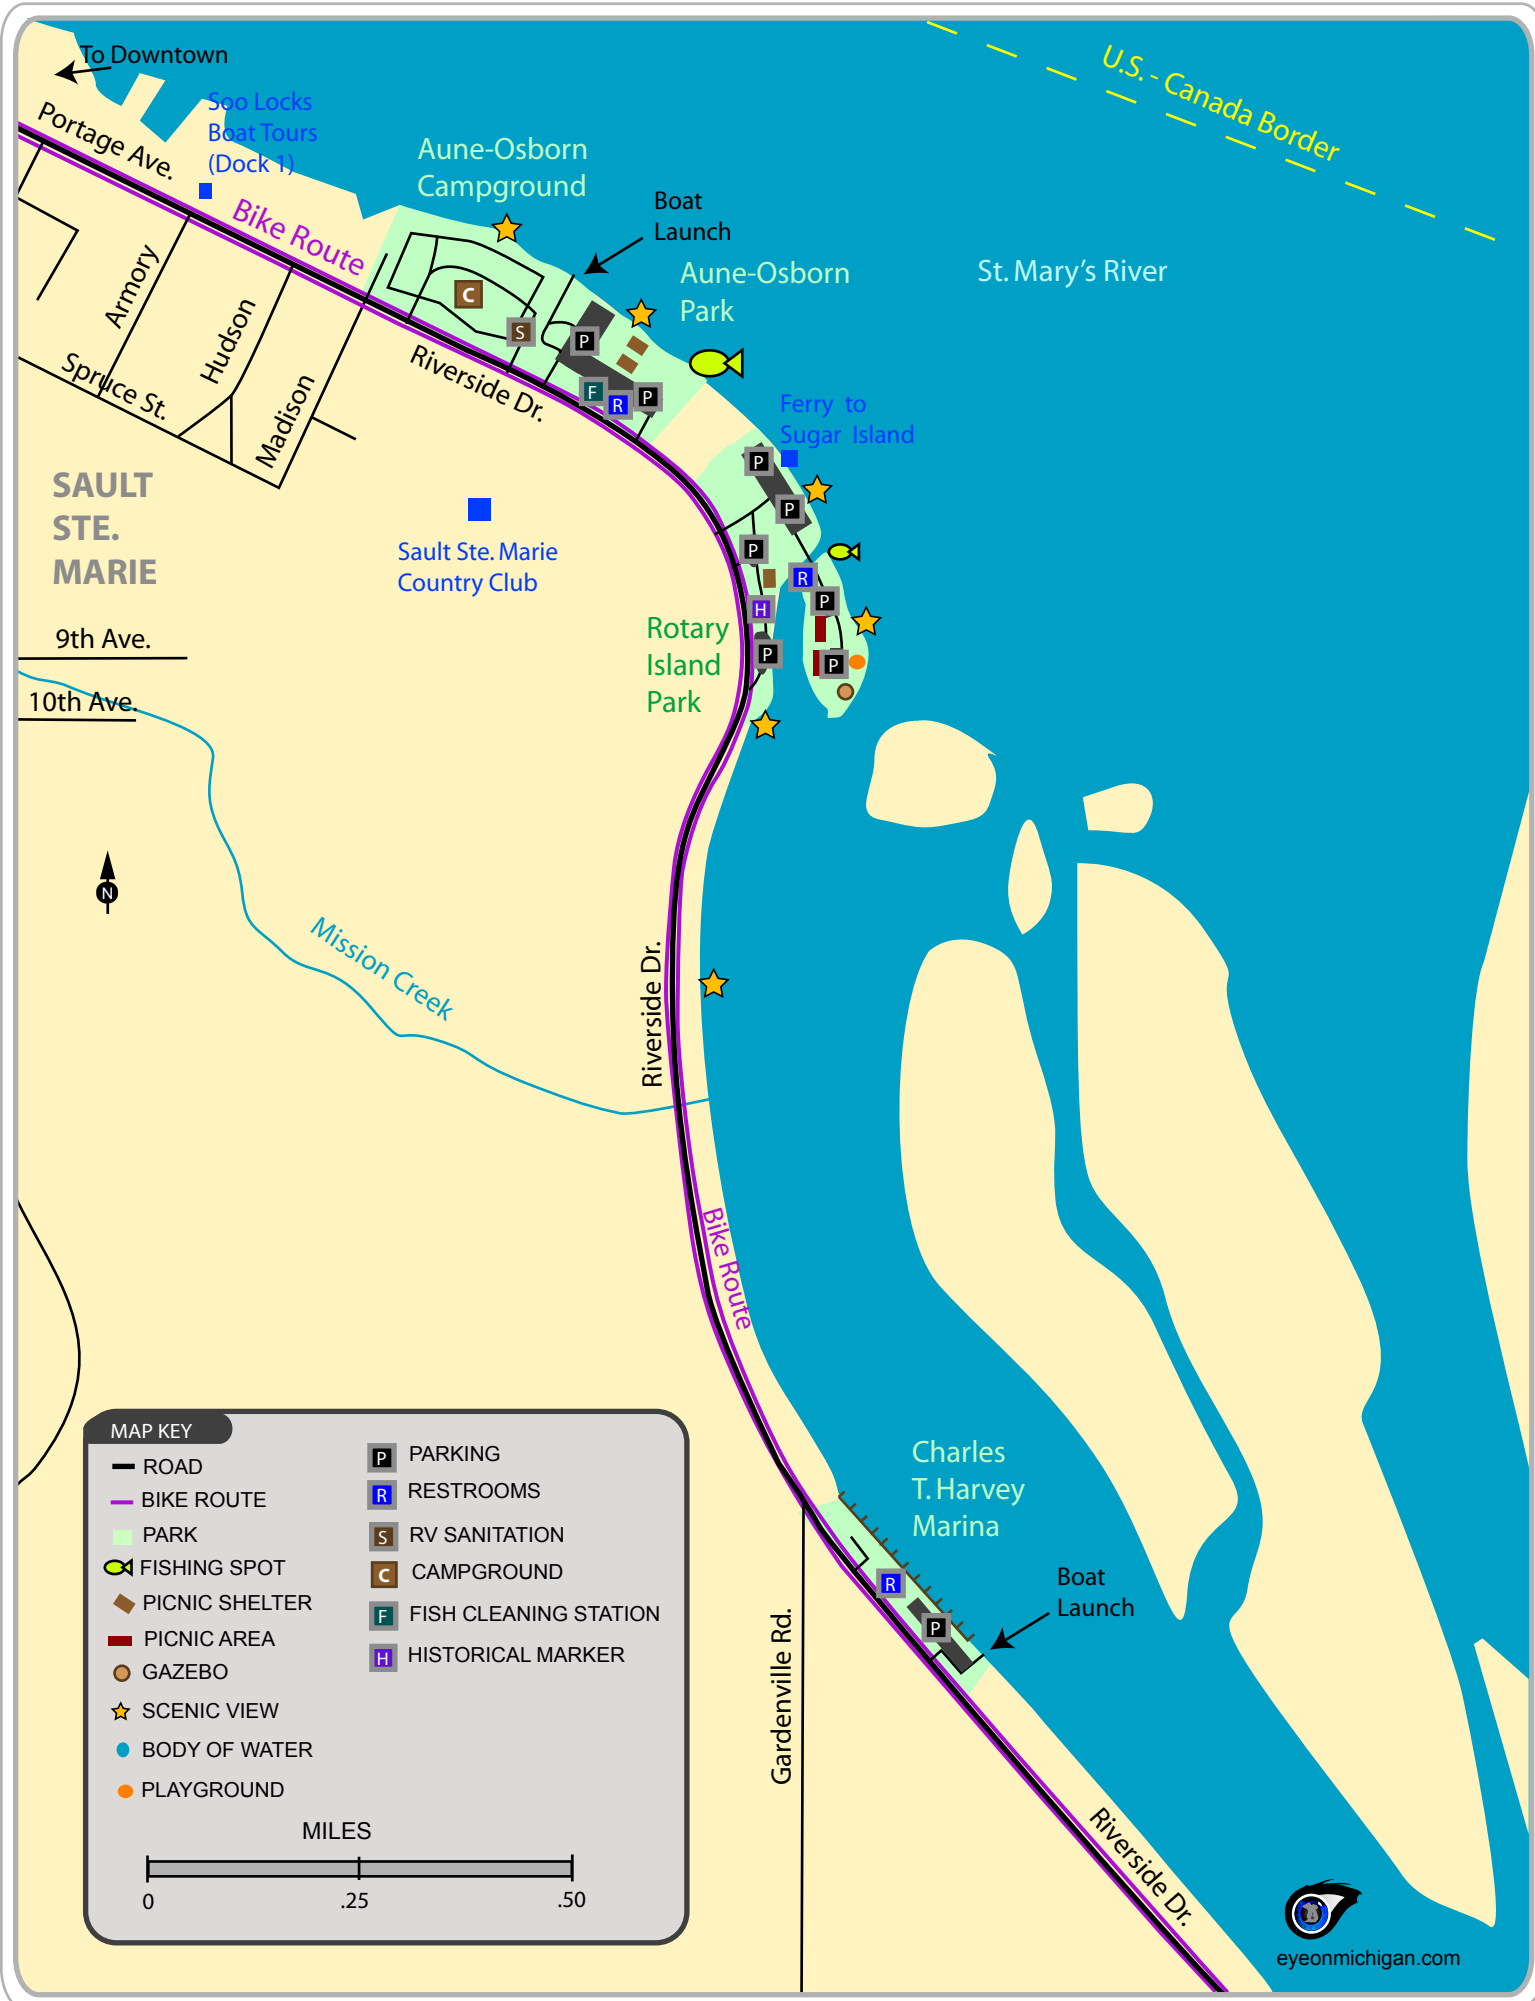 To Downtown
Portage Ave.
Soo Locks
Boat Tours
(Dock 1)
Bike Route
Aune-Osborn
Campground
Boat
Launch
Aune-Osborn
Park
U.S. - Canada Border
St. Mary's River
Armory
Hudson
Madison
Spruce St.
Riverside Dr.
C
S
P
F
R
P
Ferry to
Sugar Island
P
P
P
R
P
H
P
P
SAULT
STE.
MARIE
Sault Ste. Marie
Country Club
Rotary
Island
Park
9th Ave.
10th Ave.
N
Mission Creek
Riverside Dr.
Bike Route
Charles
T. Harvey
Marina
R
P
Boat
Launch
Gardenville Rd.
Riverside Dr.
MAP KEY
ROAD
BIKE ROUTE
PARK
FISHING SPOT
PICNIC SHELTER
PICNIC AREA
GAZEBO
SCENIC VIEW
BODY OF WATER
PLAYGROUND
P PARKING
R RESTROOMS
S RV SANITATION
C CAMPGROUND
F FISH CLEANING STATION
H HISTORICAL MARKER
MILES
0 .25 .50
eyeonmichigan.com